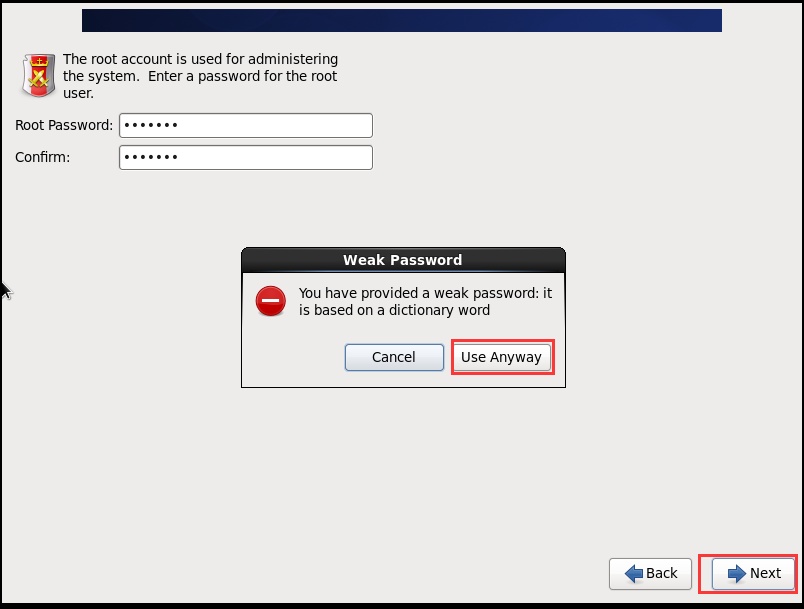 The root account is used for administering
the system.  Enter a password for the root
user.
Root Password: •••••••
Confirm: •••••••
Weak Password
You have provided a weak password: it
is based on a dictionary word
Cancel Use Anyway
Back Next